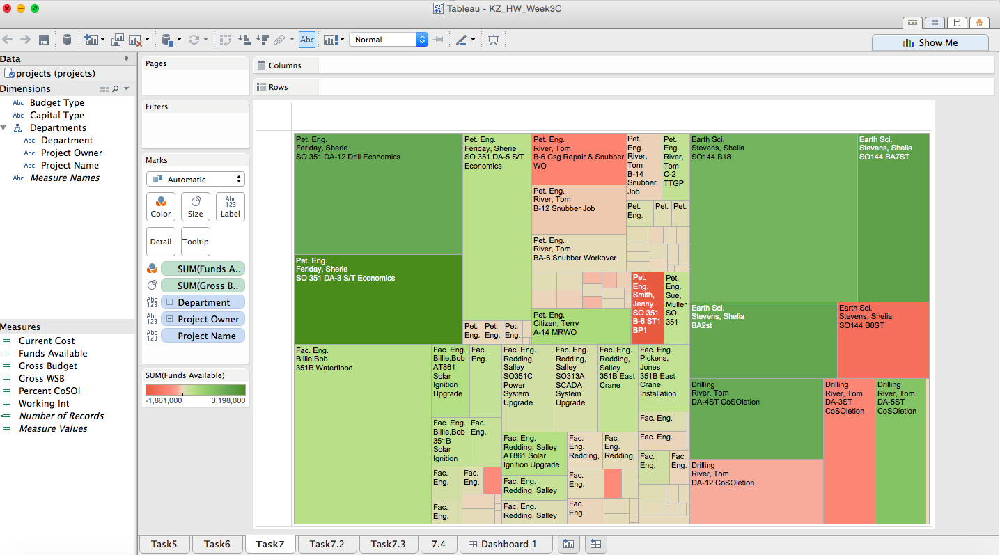 Tableau - KZ_HW_Week3C
Abc
Normal
Show Me
Data
projects (projects)
Dimensions
Abc Budget Type
Abc Capital Type
Departments
Abc Department
Abc Project Owner
Abc Project Name
Abc Measure Names
Measures
Current Cost
Funds Available
Gross Budget
Gross WSB
Percent CoSOl
Working Int
Number of Records
Measure Values
Pages
Filters
Marks
Automatic
Abc
123
Color
Size
Label
Detail
Tooltip
SUM(Funds A..
SUM(Gross B..
Abc
123
Department
Abc
123
Project Owner
Abc
123
Project Name
SUM(Funds Available)
-1,861,000
3,198,000
Columns
Rows
Pet. Eng.
Feriday, Sherie
SO 351 DA-12 Drill Economics
Pet. Eng.
Feriday, Sherie
SO 351 DA-3 S/T Economics
Pet. Eng.
Feriday, Sherie
SO 351 DA-5 S/T
Economics
Pet.
Eng.
Pet.
Eng.
Pet.
Eng.
Pet. Eng.
River, Tom
B-6 Csg Repair & Snubber
WO
Pet. Eng.
River, Tom
B-12 Snubber Job
Pet. Eng.
River, Tom
BA-6 Snubber Workover
Pet.
Eng.
River,
Tom
B-14
Snubber
Job
Pet.
Eng.
River,
Tom
C-2
TTGP
Pet.
Eng.
Pet.
Pet.
Pet. Eng.
Citizen, Terry
A-14 MRWO
Pet.
Eng.
Smith,
Jenny
SO 351
B-6 ST1
BP1
Pet.
Eng.
Sue,
Muller
SO
351
Earth Sci.
Stevens, Shelia
SO144 B18
Earth Sci.
Stevens, Shelia
SO144 BA7ST
Earth Sci.
Stevens, Shelia
BA2st
Earth Sci.
Stevens, Shelia
SO144 B8ST
Fac. Eng.
Billie,Bob
351B Waterflood
Fac. Eng.
Billie,Bob
AT861
Solar
Ignition
Upgrade
Fac.
Eng.
Fac. Eng.
Billie,Bob
351B
Solar
Ignition
Fac.
Eng.
Fac.
Eng.
Fac.
Eng.
Fac.
Eng.
Fac. Eng.
Redding,
Salley
SO351C
Power
System
Upgrade
Fac. Eng.
Redding,
Salley
SO313A
SCADA
System
Upgrade
Fac. Eng.
Redding,
Salley
351B East
Crane
Fac. Eng.
Redding, Salley
AT861 Solar
Ignition Upgrade
Fac. Eng.
Redding, Salley
Fac. Eng.
Redding, Salley
Fac.
Eng.
Redding,
Fac.
Eng.
Redding,
Fac.
Eng.
Fac.
Eng.
Fac. Eng.
Pickens,
Jones
351B East
Crane
Installation
Fac. Eng.
Fac. Eng.
Fac.
Eng.
Fac.
Eng.
Drilling
River, Tom
DA-4ST CoSOletion
Drilling
River, Tom
DA-12 CoSOletion
Drilling
River, Tom
DA-3ST
CoSOletion
Drilling
River, Tom
DA-5ST
CoSOletion
Task5
Task6
Task7
Task7.2
Task7.3
7.4
Dashboard 1